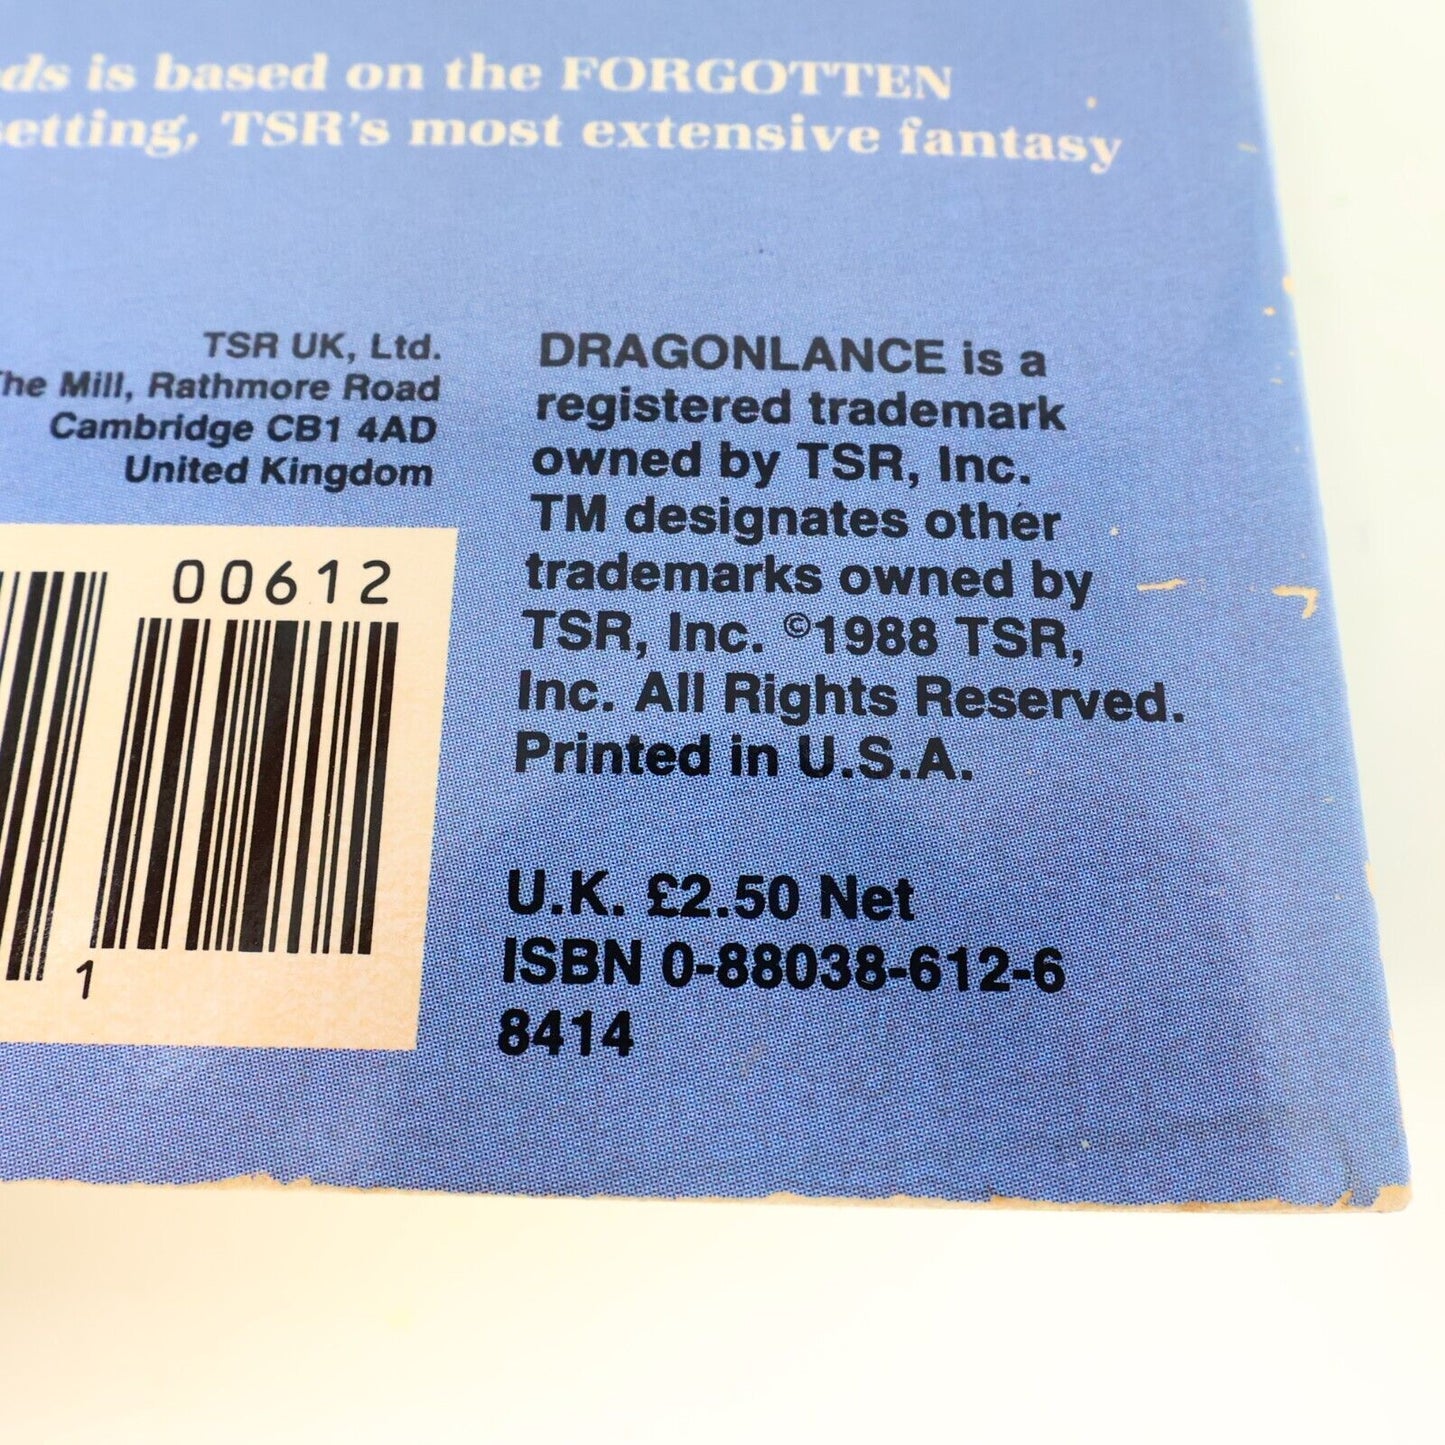 is based on the FORGOTTEN
TSR's most extensive fantasy
TSR UK, Ltd.
Mill, Rathmore Road
Cambridge CB1 4AD
United Kingdom
DRAGONLANCE is a
registered trademark
owned by TSR, Inc.
TM designates other
trademarks owned by
TSR, Inc. ©1988 TSR,
Inc. All Rights Reserved.
Printed in U.S.A.
00612
1
U.K. £2.50 Net
ISBN 0-88038-612-6
8414